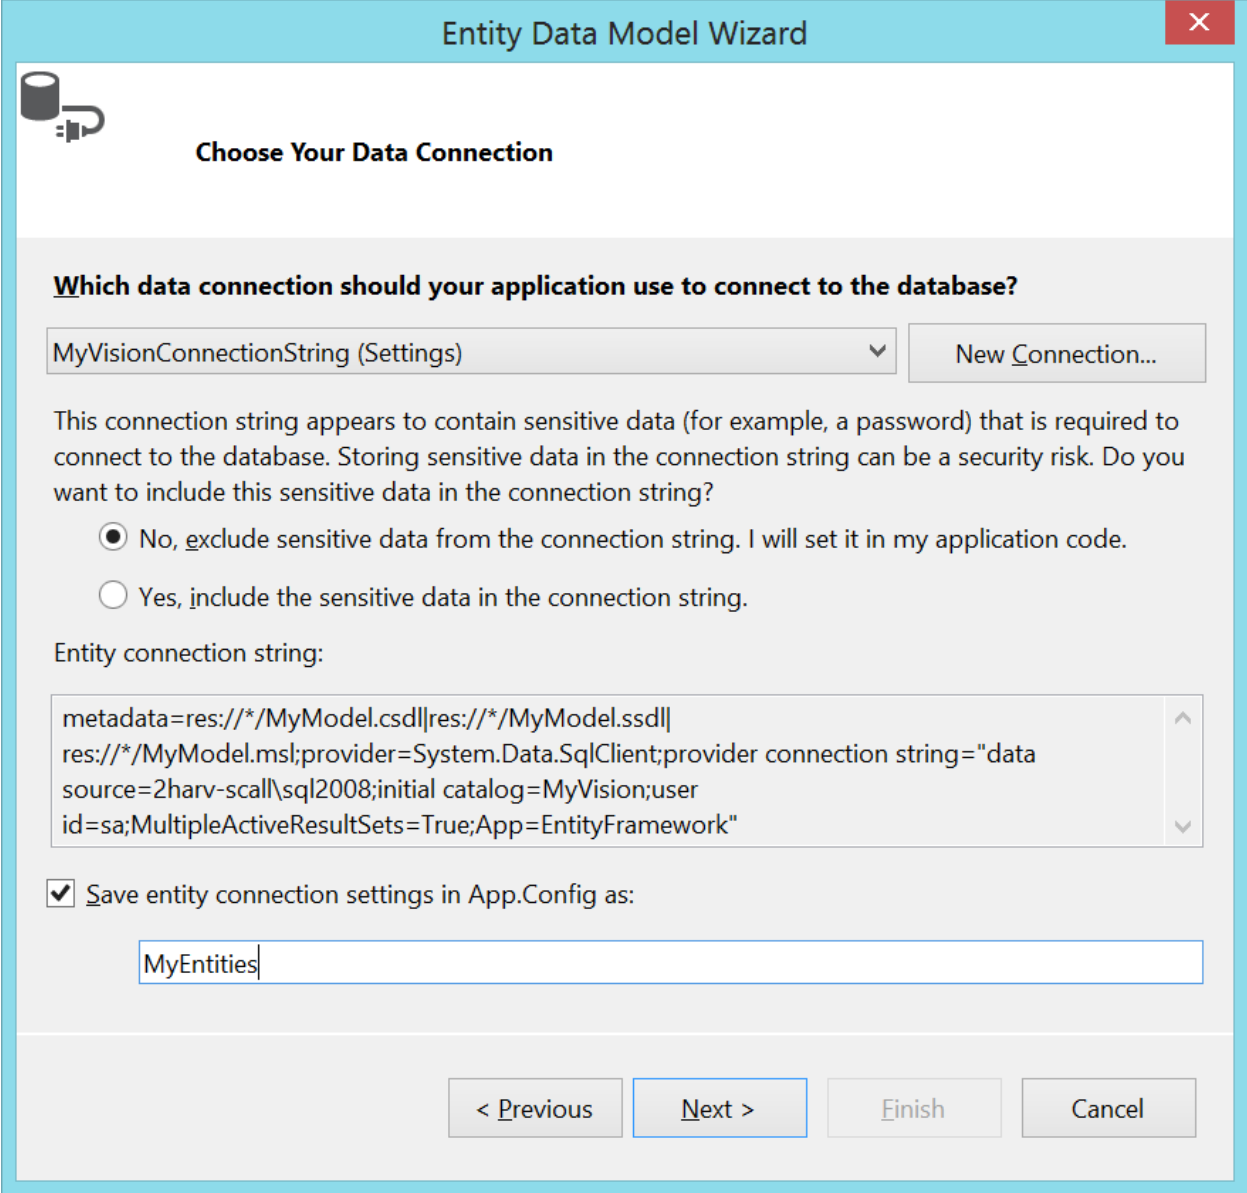 Entity Data Model Wizard
Choose Your Data Connection
Which data connection should your application use to connect to the database?
MyVisionConnectionString (Settings)
New Connection...
This connection string appears to contain sensitive data (for example, a password) that is required to
connect to the database. Storing sensitive data in the connection string can be a security risk. Do you
want to include this sensitive data in the connection string?
No, exclude sensitive data from the connection string. I will set it in my application code.
Yes, include the sensitive data in the connection string.
Entity connection string:
metadata=res://*/MyModel.csdl|res://*/MyModel.ssdl|
res://*/MyModel.msl;provider=System.Data.SqlClient;provider connection string="data
source=2harv-scall\sql2008;initial catalog=MyVision;user
id=sa;MultipleActiveResultSets=True;App=EntityFramework"
Save entity connection settings in App.Config as:
MyEntities
< Previous
Next >
Finish
Cancel